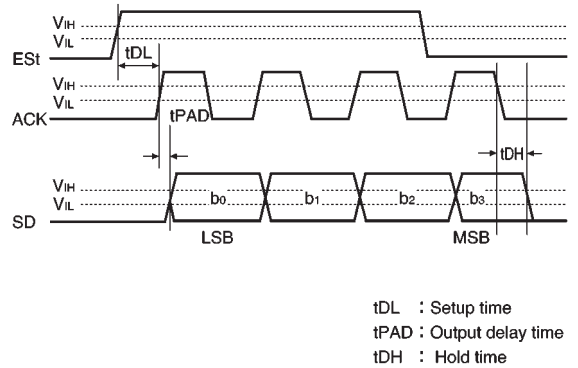 VIH
VIL
tDL
ESt
VIH
VIL
ACK
tPAD
tDH
VIH
VIL
b0 b1 b2 b3
SD
LSB MSB
tDL : Setup time
tPAD : Output delay time
tDH : Hold time